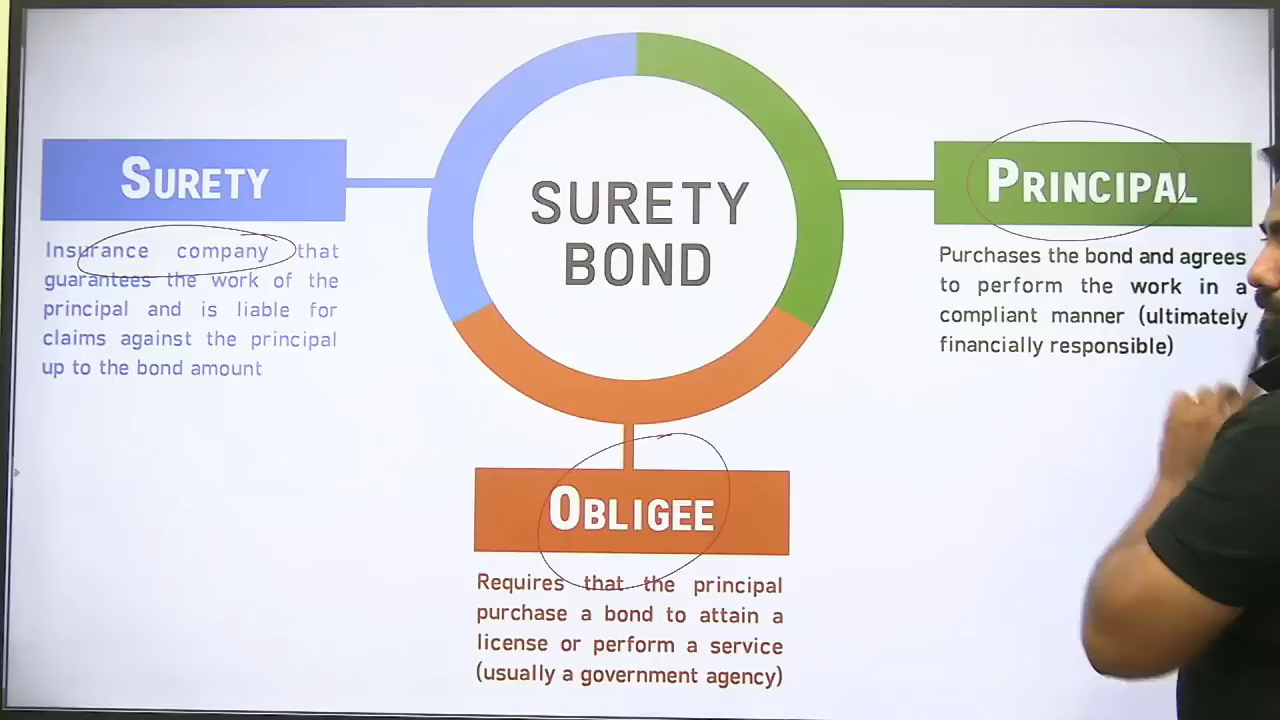 SURETY
BOND
SURETY
Insurance company that
guarantees the work of the
principal and is liable for
claims against the principal
up to the bond amount
PRINCIPAL
Purchases the bond and agrees
to perform the work in a
compliant manner (ultimately
financially responsible)
OBLIGEE
Requires that the principal
purchase a bond to attain a
license or perform a service
(usually a government agency)